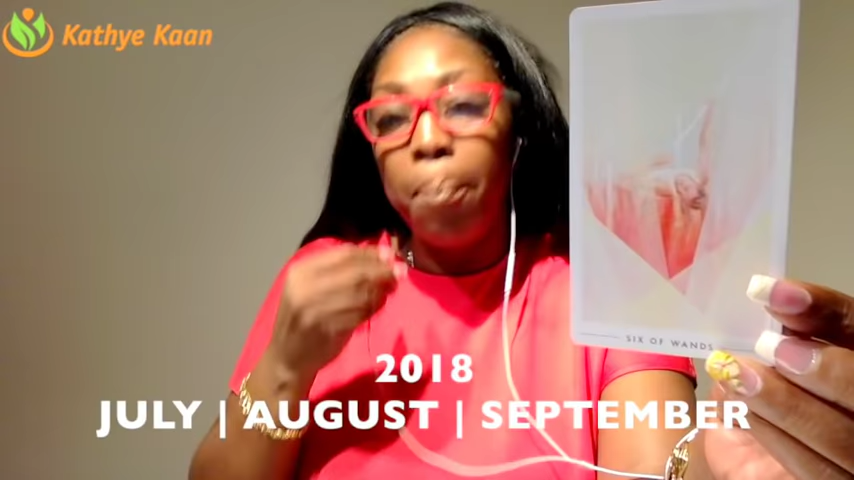 Kathye Kaan
SIX OF WANDS
2018
JULY | AUGUST | SEPTEMBER